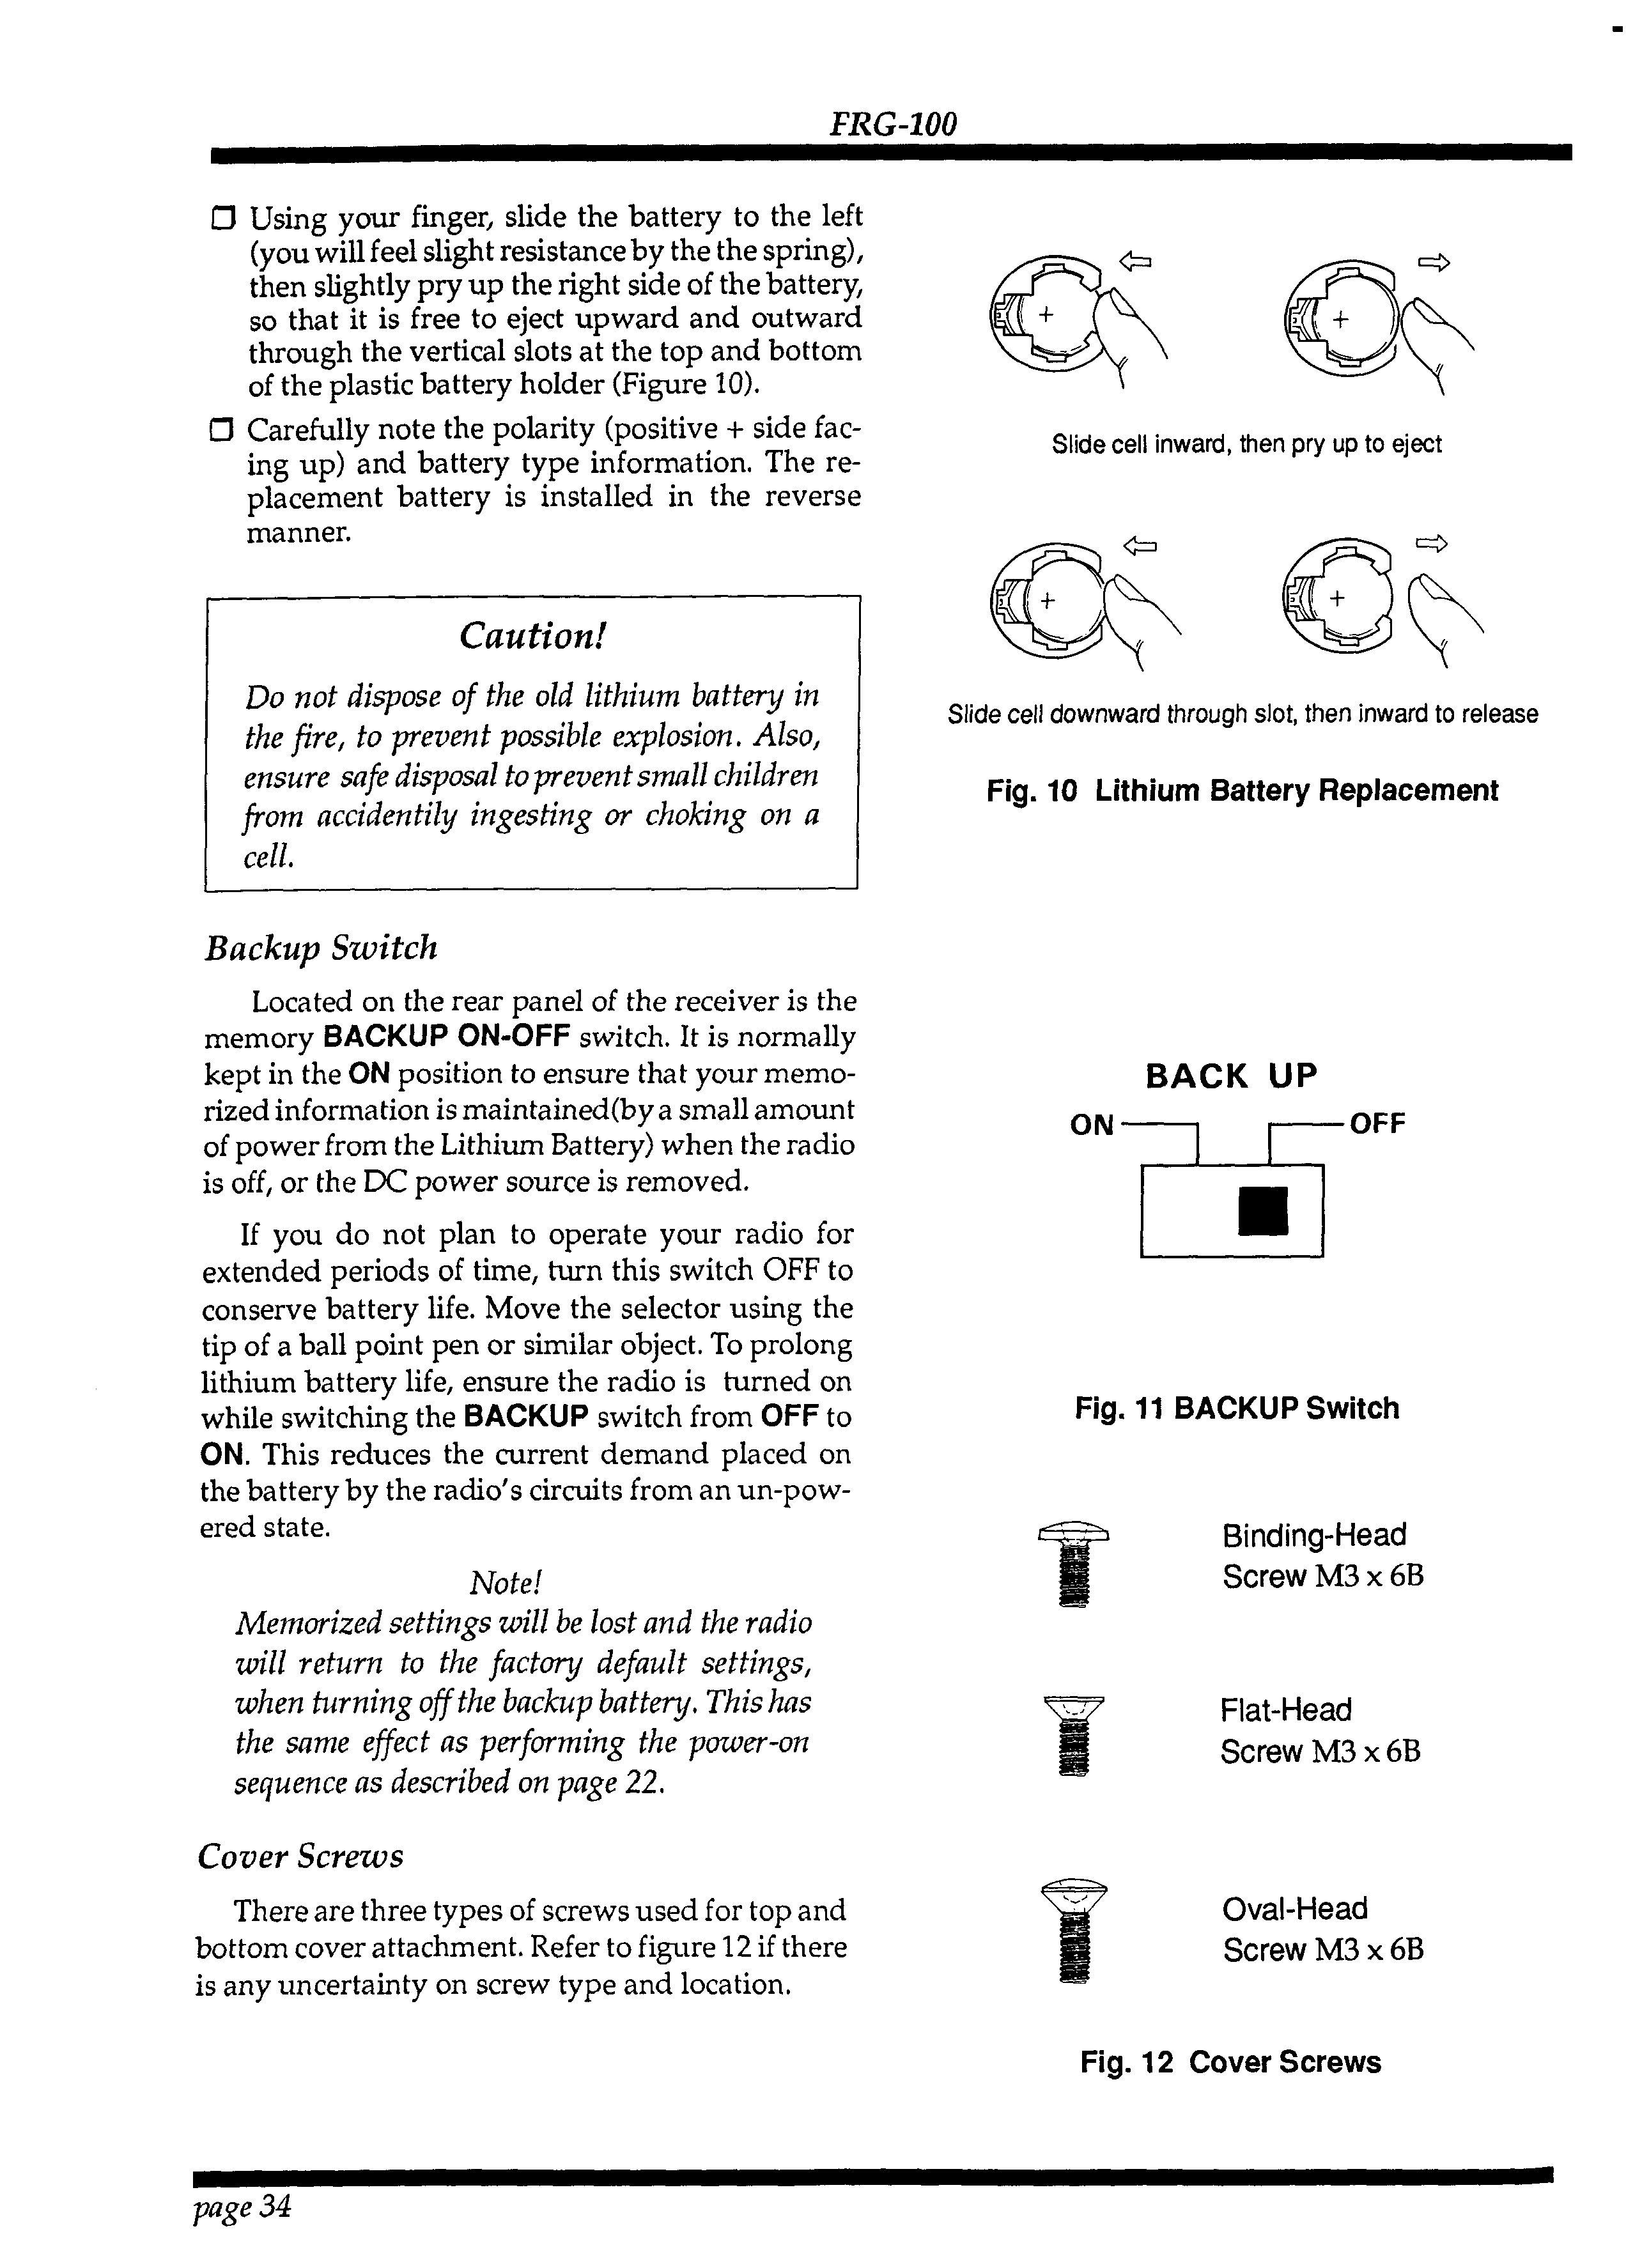 FRG-100
Using your finger, slide the battery to the left
(you will feel slight resistance by the the spring),
then slightly pry up the right side of the battery,
so that it is free to eject upward and outward
through the vertical slots at the top and bottom
of the plastic battery holder (Figure 10).
Carefully note the polarity (positive + side fac-
ing up) and battery type information. The re-
placement battery is installed in the reverse
manner.
Caution!
Do not dispose of the old lithium battery in
the fire, to prevent possible explosion. Also,
ensure safe disposal to prevent small children
from accidentily ingesting or choking on a
cell.
Backup Switch
Located on the rear panel of the receiver is the
memory BACKUP ON-OFF switch. It is normally
kept in the ON position to ensure that your memo-
rized information is maintained(by a small amount
of power from the Lithium Battery) when the radio
is off, or the DC power source is removed.
If you do not plan to operate your radio for
extended periods of time, turn this switch OFF to
conserve battery life. Move the selector using the
tip of a ball point pen or similar object. To prolong
lithium battery life, ensure the radio is turned on
while switching the BACKUP switch from OFF to
ON. This reduces the current demand placed on
the battery by the radio's circuits from an un-pow-
ered state.
Note!
Memorized settings will be lost and the radio
will return to the factory default settings,
when turning off the backup battery. This has
the same effect as performing the power-on
sequence as described on page 22.
Cover Screws
There are three types of screws used for top and
bottom cover attachment. Refer to figure 12 if there
is any uncertainty on screw type and location.
+
+
Slide cell inward, then pry up to eject
+
+
Slide cell downward through slot, then inward to release
Fig. 10 Lithium Battery Replacement
BACK UP
ON OFF
Fig. 11 BACKUP Switch
Binding-Head
Screw M3 x 6B
Flat-Head
Screw M3 x 6B
Oval-Head
Screw M3 x 6B
Fig. 12 Cover Screws
page 34